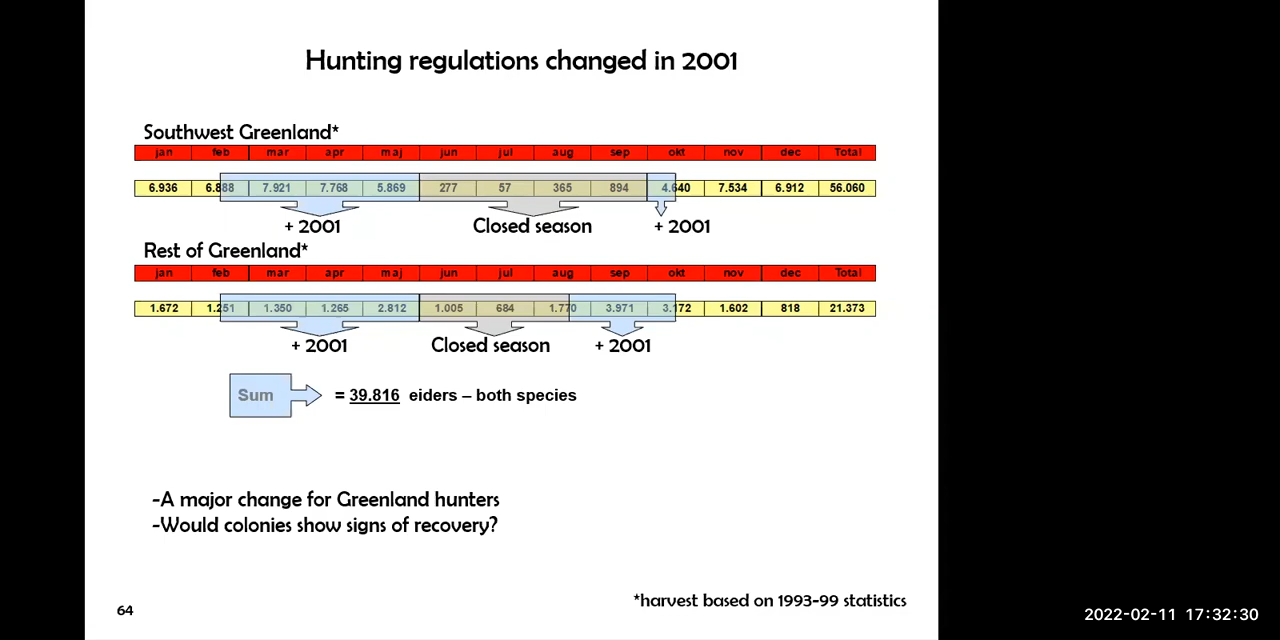 Hunting regulations changed in 2001
Southwest Greenland*
jan feb mar apr maj jun jul aug sep okt nov dec Total
6.936 6.888 7.921 7.768 5.869 277 57 365 894 4.640 7.534 6.912 56.060
+ 2001 Closed season + 2001
Rest of Greenland*
jan feb mar apr maj jun jul aug sep okt nov dec Total
1.672 1.251 1.350 1.265 2.812 1.005 684 1.770 3.971 3.172 1.602 818 21.373
+ 2001 Closed season + 2001
Sum = 39.816 eiders – both species
-A major change for Greenland hunters
-Would colonies show signs of recovery?
*harvest based on 1993-99 statistics
64
2022-02-11 17:32:30